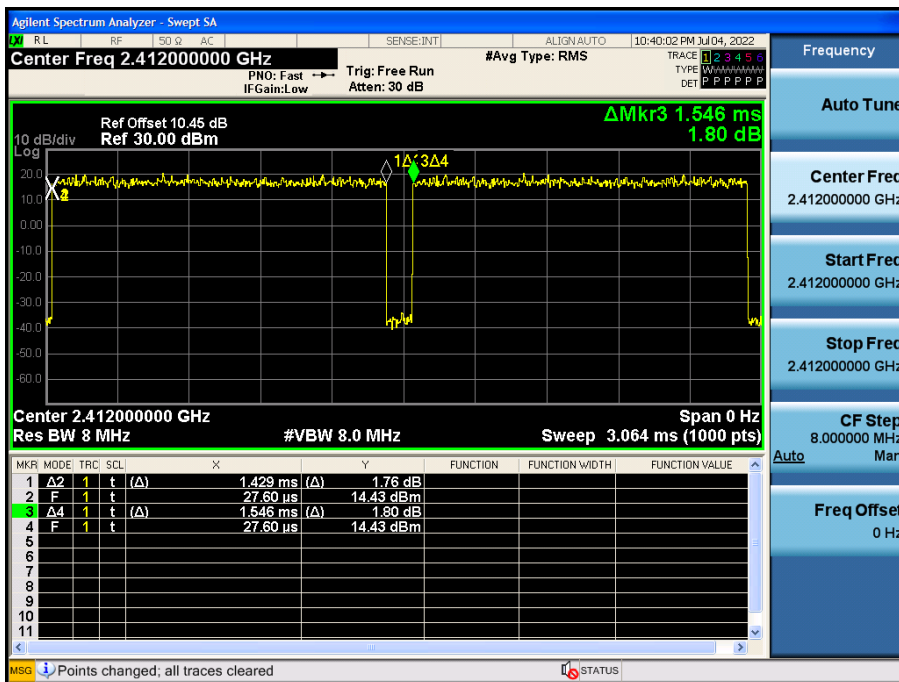 Agilent Spectrum Analyzer - Swept SA
LXI RL RF 50 Ω AC SENSE:INT ALIGN AUTO 10:40:02 PM Jul 04, 2022
Center Freq 2.412000000 GHz #Avg Type: RMS TRACE 1 2 3 4 5 6
PNO: Fast Trig: Free Run TYPE WWWWWW
IFGain:Low Atten: 30 dB DET P P P P P P
Frequency
Auto Tune
ΔMkr3 1.546 ms
1.80 dB
Ref Offset 10.45 dB
10 dB/div Ref 30.00 dBm
Log
1Δ 3Δ4
20.0
2
10.0
0.00
-10.0
-20.0
-30.0
-40.0
-50.0
-60.0
Center 2.412000000 GHz Span 0 Hz
Res BW 8 MHz #VBW 8.0 MHz Sweep 3.064 ms (1000 pts)
Center Freq
2.412000000 GHz
Start Freq
2.412000000 GHz
Stop Freq
2.412000000 GHz
CF Step
8.000000 MHz
Auto Man
Freq Offset
0 Hz
MKR MODE TRC SCL X Y FUNCTION FUNCTION WIDTH FUNCTION VALUE
1 Δ2 1 t (Δ) 1.429 ms (Δ) 1.76 dB
2 F 1 t 27.60 µs 14.43 dBm
3 Δ4 1 t (Δ) 1.546 ms (Δ) 1.80 dB
4 F 1 t 27.60 µs 14.43 dBm
5
6
7
8
9
10
11
MSG Points changed; all traces cleared STATUS